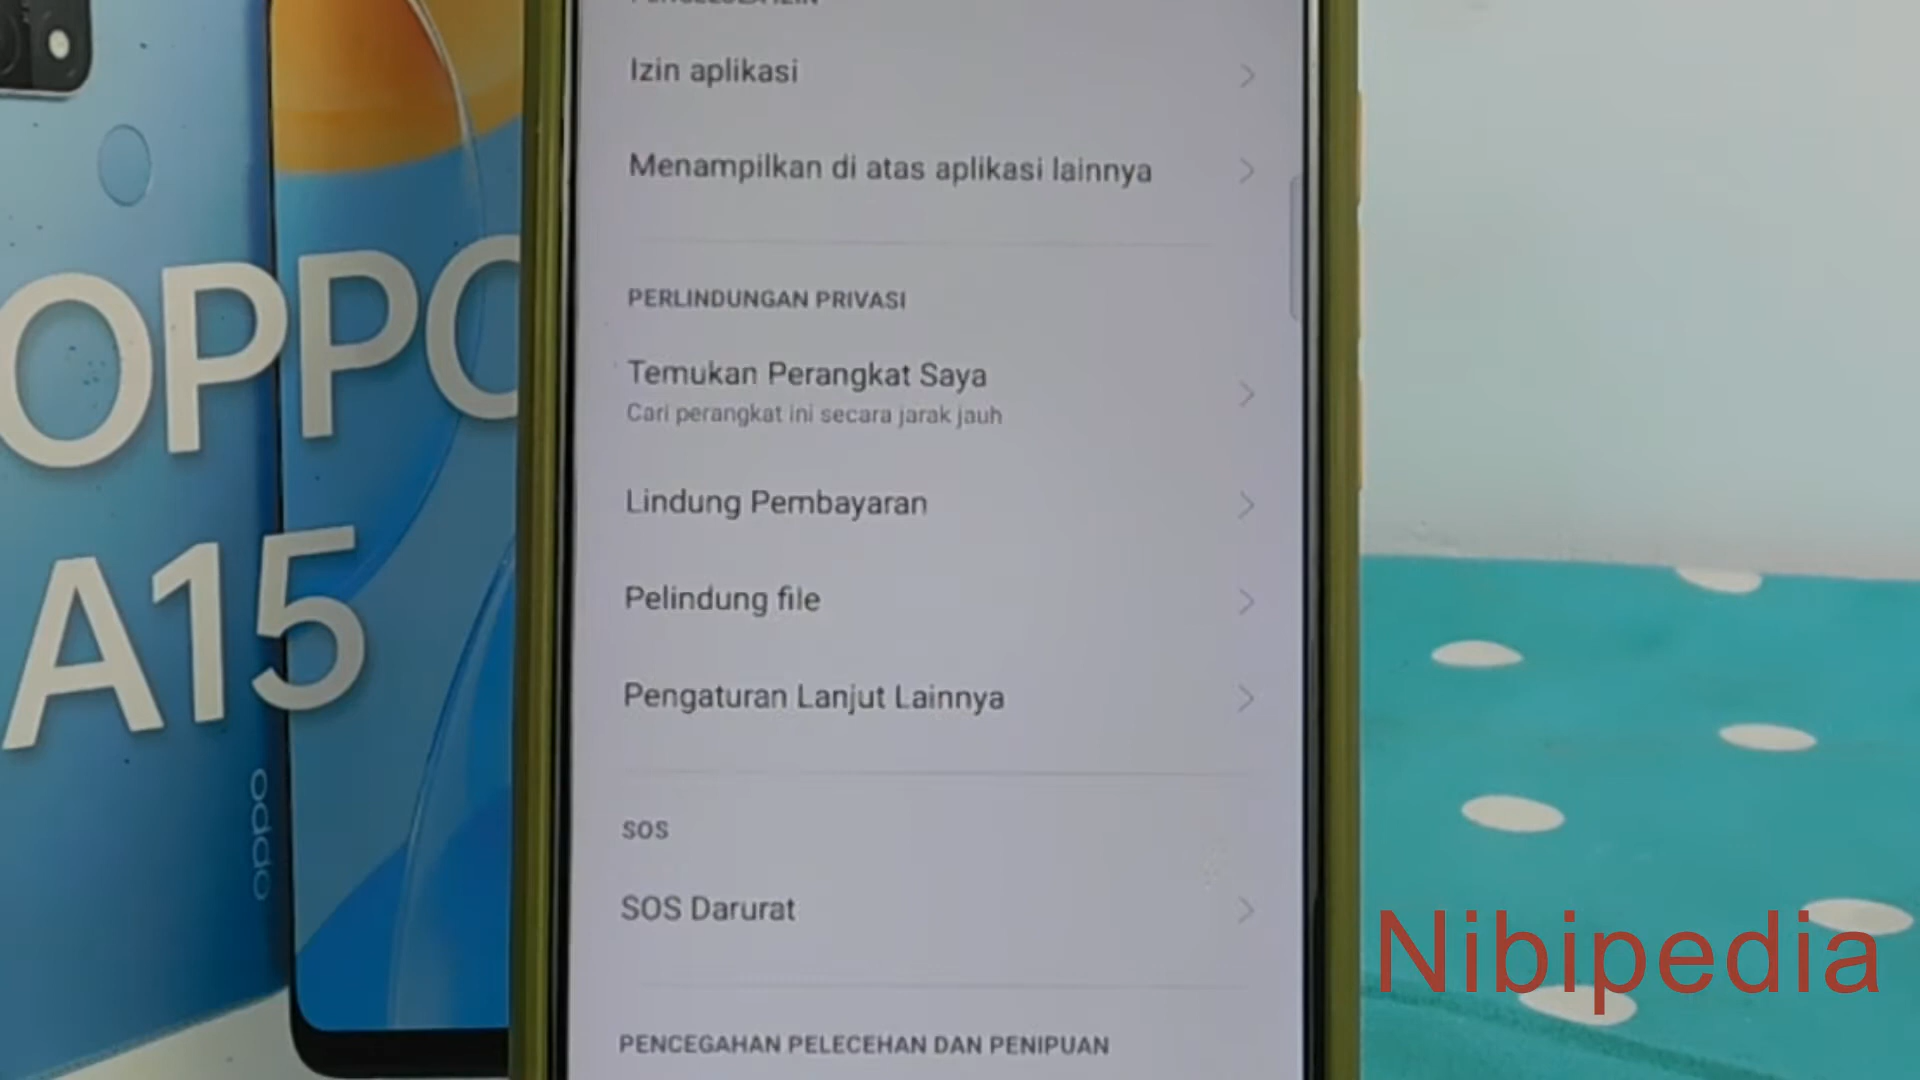 Izin aplikasi
Menampilkan di atas aplikasi lainnya
PERLINDUNGAN PRIVASI
Temukan Perangkat Saya
Cari perangkat ini secara jarak jauh
Lindung Pembayaran
Pelindung file
Pengaturan Lanjut Lainnya
SOS
SOS Darurat
PENCEGAHAN PELECEHAN DAN PENIPUAN
OPPO
A15
oppo
Nibipedia